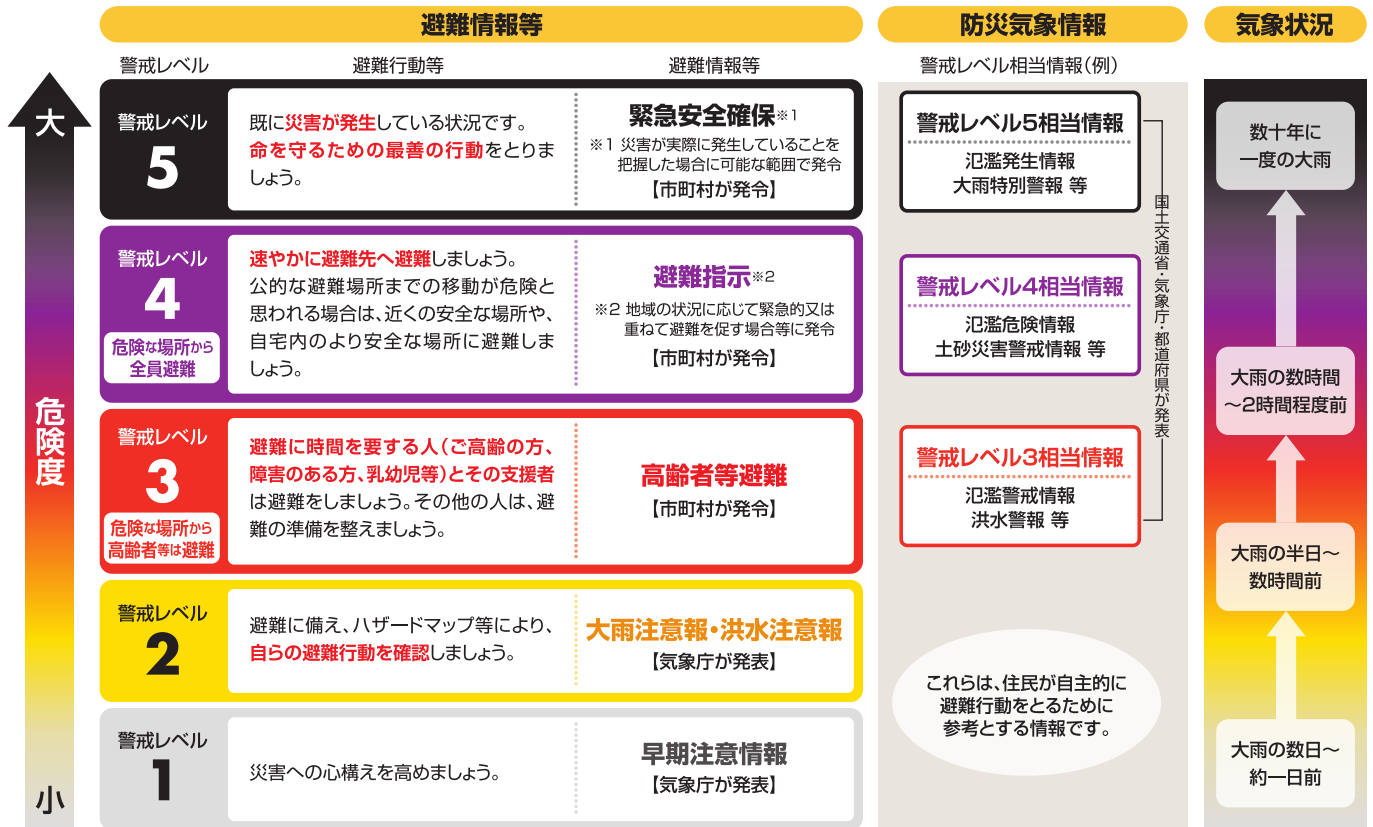 避難情報等
防災気象情報
気象状況
警戒レベル
避難行動等
避難情報等
警戒レベル相当情報(例)
大
危険度
小
警戒レベル
5
既に災害が発生している状況です。
命を守るための最善の行動をとりま
しょう。
緊急安全確保※1
※1 災害が実際に発生していることを
把握した場合に可能な範囲で発令
【市町村が発令】
警戒レベル
4
危険な場所から
全員避難
速やかに避難先へ避難しましょう。
公的な避難場所までの移動が危険と
思われる場合は、近くの安全な場所や、
自宅内のより安全な場所に避難しま
しょう。
避難指示※2
※2 地域の状況に応じて緊急的又は
重ねて避難を促す場合等に発令
【市町村が発令】
警戒レベル
3
危険な場所から
高齢者等は避難
避難に時間を要する人(ご高齢の方、
障害のある方、乳幼児等)とその支援者
は避難をしましょう。その他の人は、避
難の準備を整えましょう。
高齢者等避難
【市町村が発令】
警戒レベル
2
避難に備え、ハザードマップ等により、
自らの避難行動を確認しましょう。
大雨注意報・洪水注意報
【気象庁が発表】
警戒レベル
1
災害への心構えを高めましょう。
早期注意情報
【気象庁が発表】
警戒レベル5相当情報
氾濫発生情報
大雨特別警報 等
警戒レベル4相当情報
氾濫危険情報
土砂災害警戒情報 等
警戒レベル3相当情報
氾濫警戒情報
洪水警報 等
国土交通省・気象庁・都道府県が発表
これらは、住民が自主的に
避難行動をとるために
参考とする情報です。
数十年に
一度の大雨
大雨の数時間
～2時間程度前
大雨の半日～
数時間前
大雨の数日～
約一日前